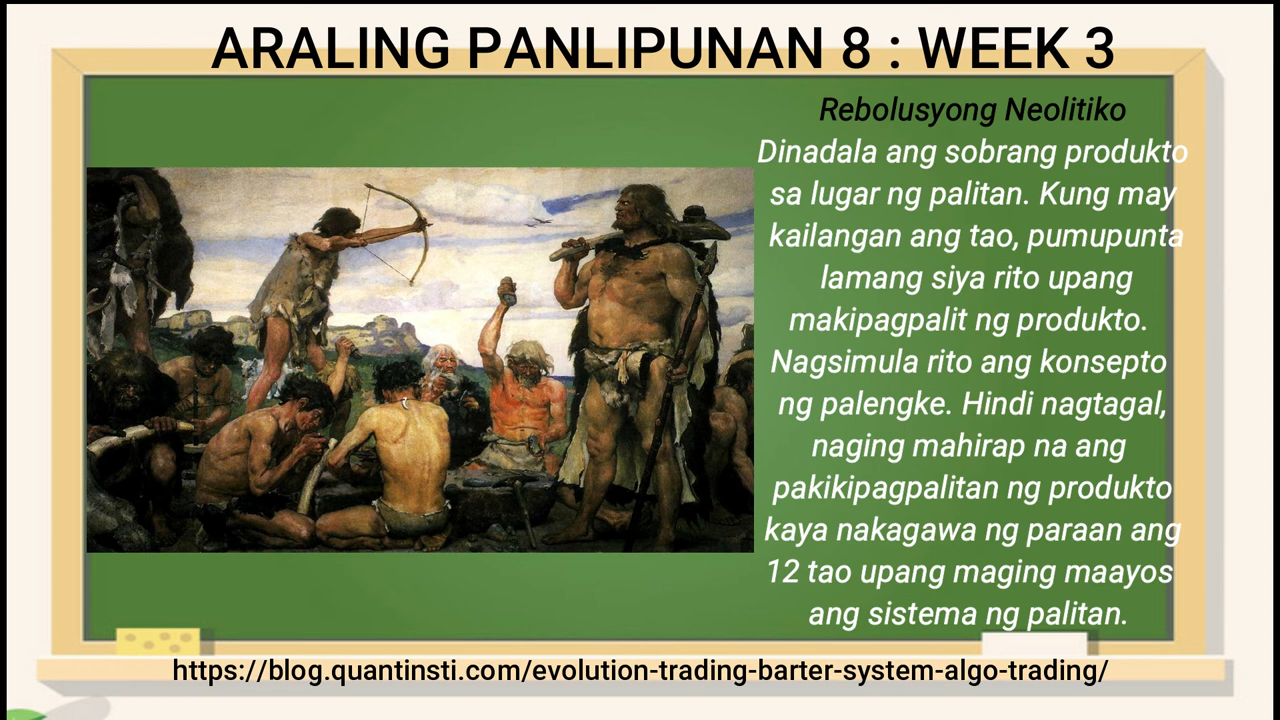 ARALING PANLIPUNAN 8 : WEEK 3
Rebolusyong Neolitiko
Dinadala ang sobrang produkto
sa lugar ng palitan. Kung may
kailangan ang tao, pumupunta
lamang siya rito upang
makipagpalit ng produkto.
Nagsimula rito ang konsepto
ng palengke. Hindi nagtagal,
naging mahirap na ang
pakikipagpalitan ng produkto
kaya nakagawa ng paraan ang
12 tao upang maging maayos
ang sistema ng palitan.
https://blog.quantinsti.com/evolution-trading-barter-system-algo-trading/